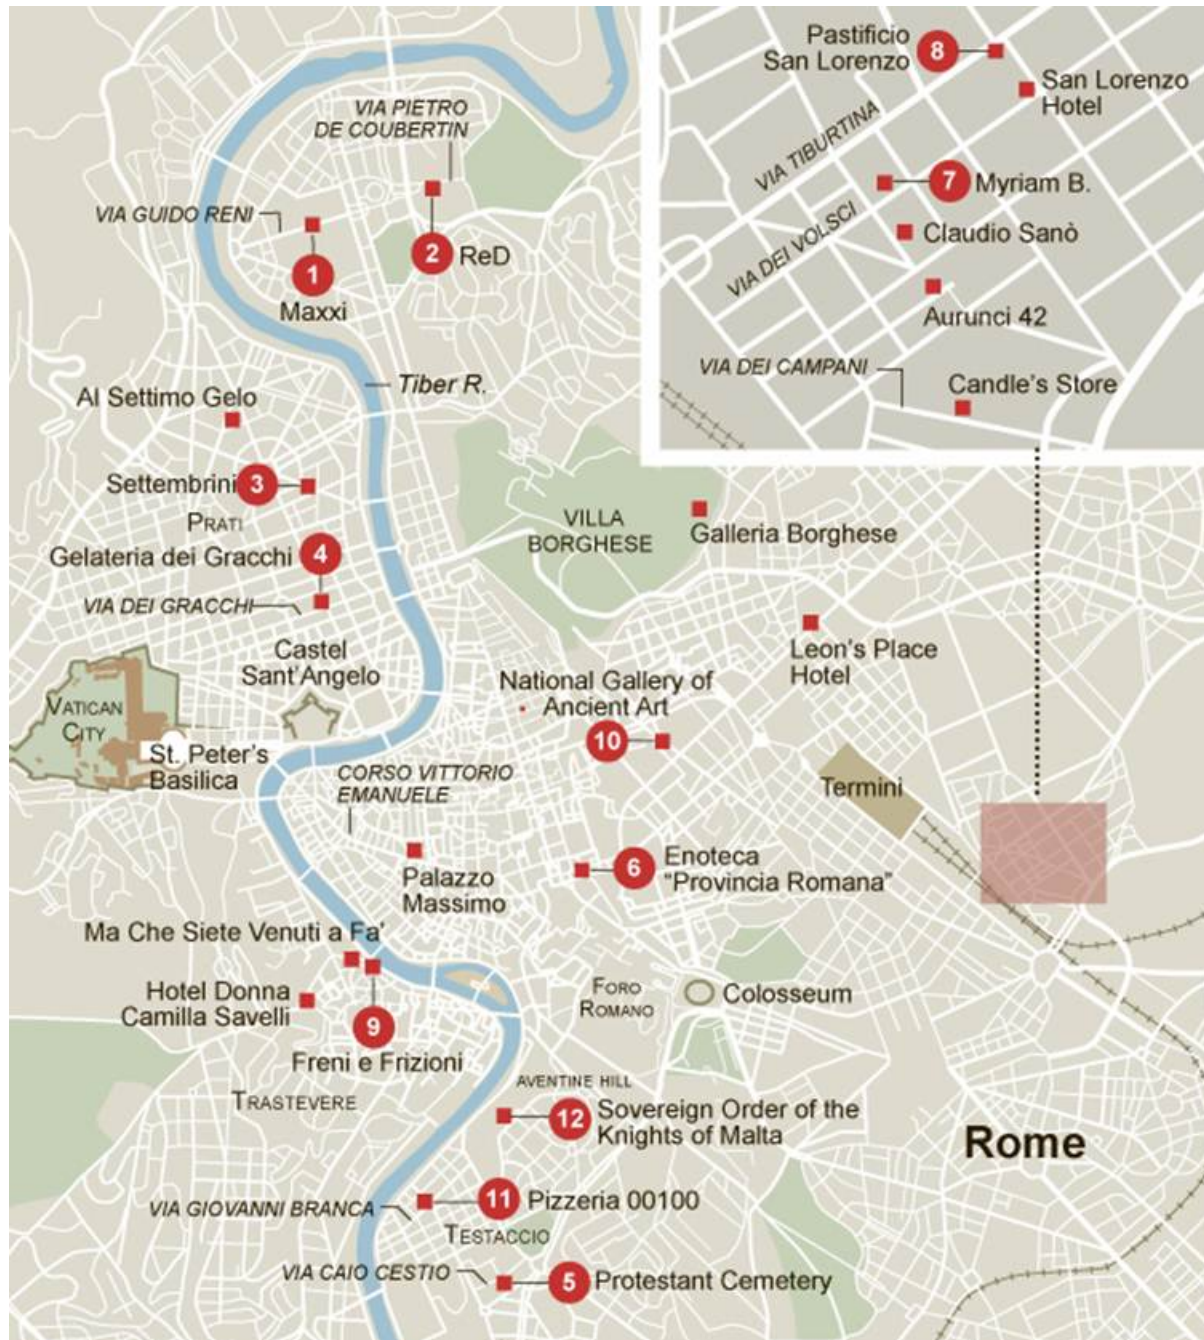 Pastificio
San Lorenzo
8
San Lorenzo
Hotel
VIA PIETRO
DE COUBERTIN
VIA TIBURTINA
7
Myriam B.
VIA GUIDO RENI
Claudio Sanò
2
ReD
VIA DEI VOLSCI
1
Maxxi
Aurunci 42
VIA DEI CAMPANI
Tiber R.
Candle's Store
Al Settimo Gelo
Settembrini
3
PRATI
VILLA
BORGHESE
Galleria Borghese
Gelateria dei Gracchi
4
VIA DEI GRACCHI
Leon's Place
Hotel
Castel
Sant'Angelo
National Gallery of
Ancient Art
10
VATICAN
CITY
St. Peter's
Basilica
CORSO VITTORIO
EMANUELE
Termini
Palazzo
Massimo
6
Enoteca
"Provincia Romana"
Ma Che Siete Venuti a Fa'
Hotel Donna
Camilla Savelli
FORO
ROMANO
Colosseum
9
Freni e Frizioni
TRASTEVERE
AVENTINE HILL
12
Sovereign Order of the
Knights of Malta
Rome
VIA GIOVANNI BRANCA
11
Pizzeria 00100
TESTACCIO
VIA CAIO CESTIO
5
Protestant Cemetery